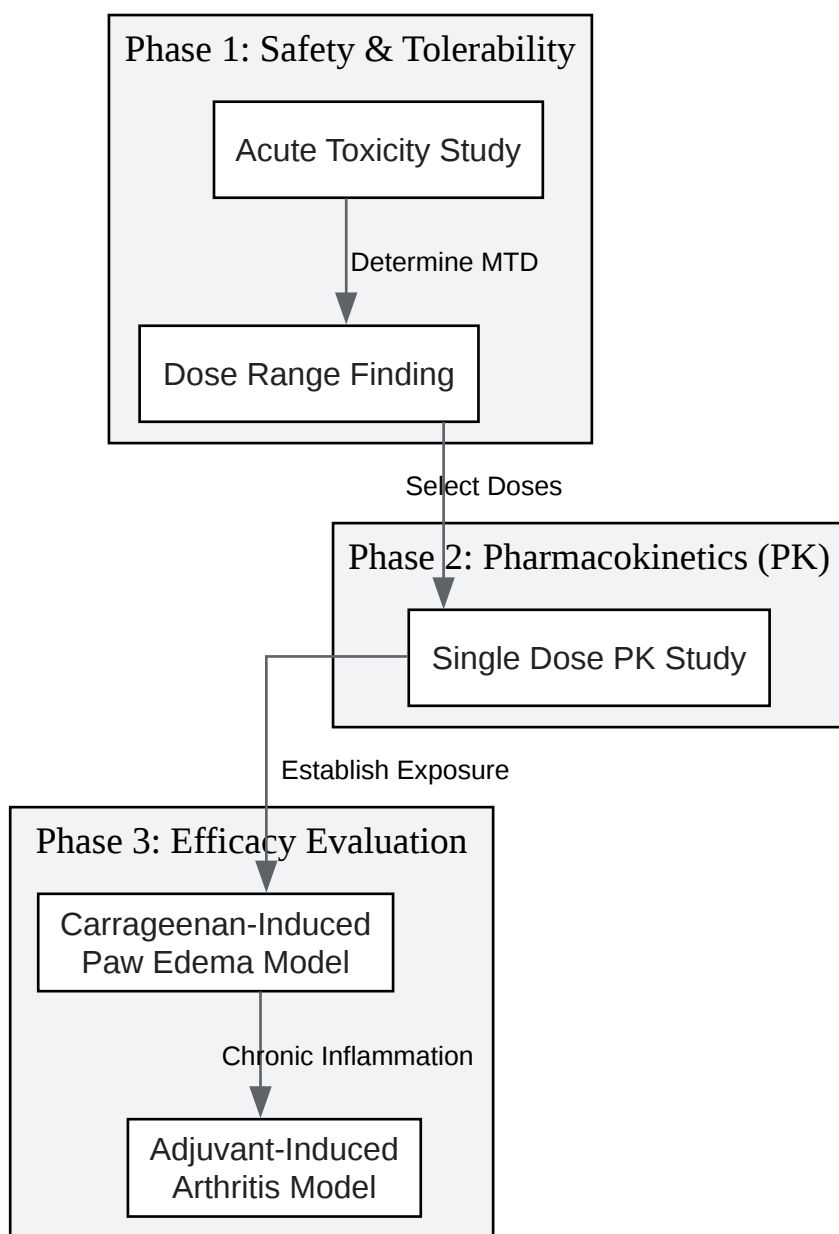 Phase 1: Safety & Tolerability
Acute Toxicity Study
Determine MTD
Dose Range Finding
Select Doses
Phase 2: Pharmacokinetics (PK)
Single Dose PK Study
Establish Exposure
Phase 3: Efficacy Evaluation
Carrageenan-Induced
Paw Edema Model
Chronic Inflammation
Adjuvant-Induced
Arthritis Model